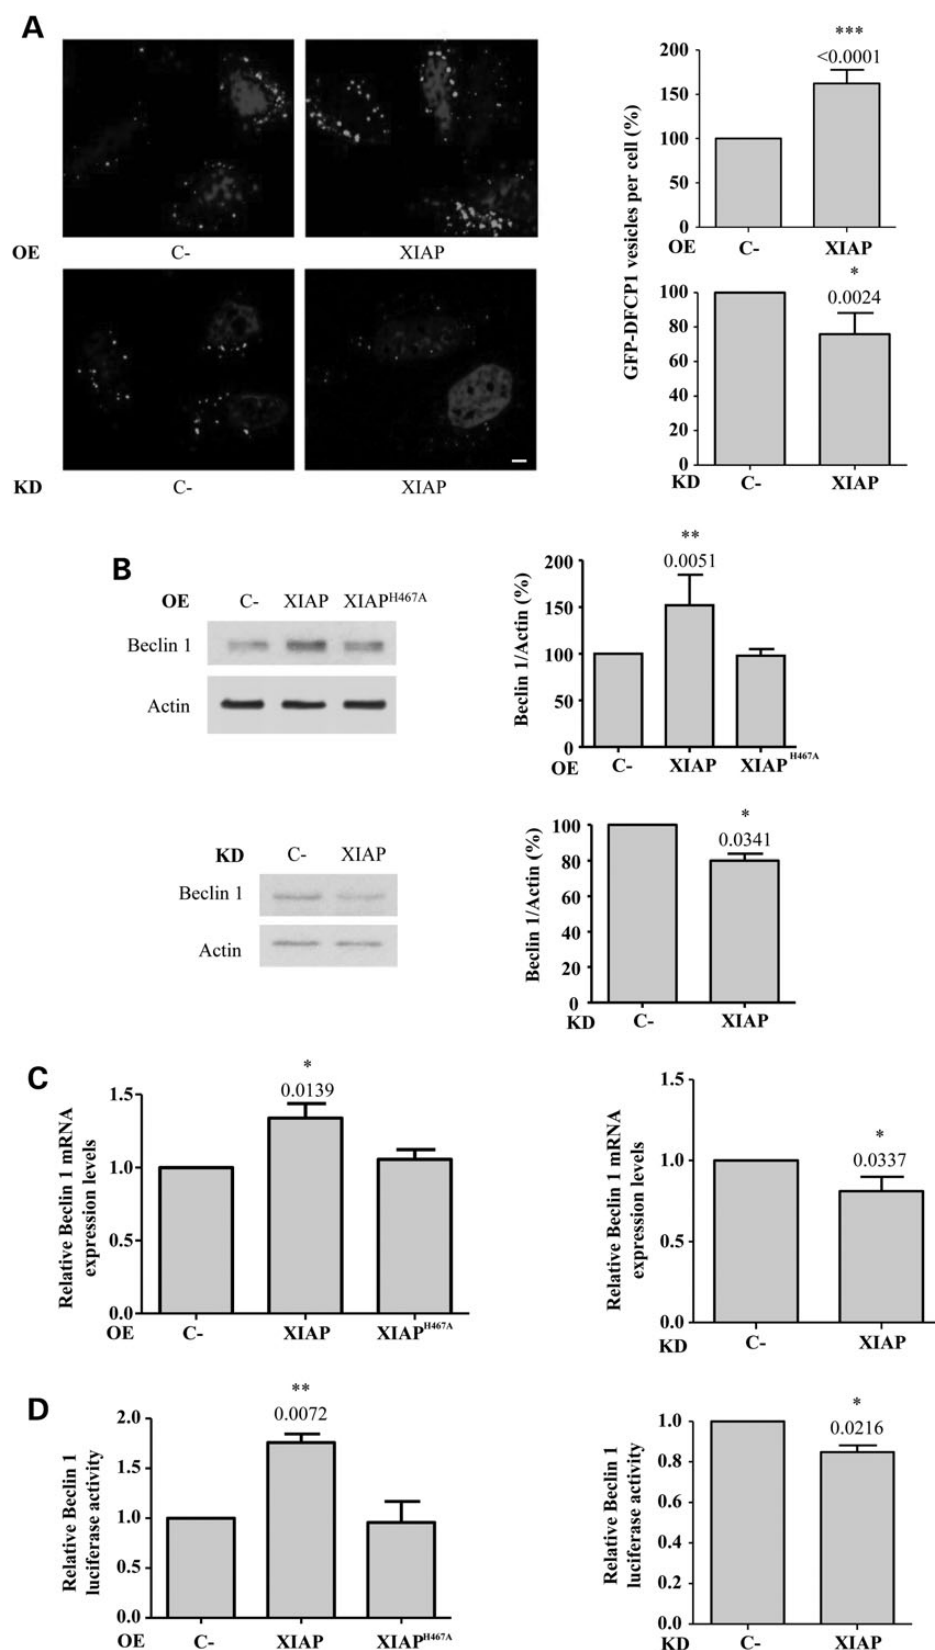 A
OE C- XIAP
KD C- XIAP
GFP-DFCP1 vesicles per cell (%)
***
200 <0.0001
150
100
50
0
OE C- XIAP
*
100 0.0024
80
60
40
20
0
KD C- XIAP
B
OE C- XIAP XIAP^H467A
Beclin 1
Actin
Beclin 1/Actin (%)
**
200 0.0051
150
100
50
0
OE C- XIAP XIAP^H467A
KD C- XIAP
Beclin 1
Actin
Beclin 1/Actin (%)
*
100 0.0341
80
60
40
20
0
KD C- XIAP
C
Relative Beclin 1 mRNA
expression levels
*
1.5 0.0139
1.0
0.5
0.0
OE C- XIAP XIAP^H467A
Relative Beclin 1 mRNA
expression levels
1.5
*
1.0 0.0337
0.5
0.0
KD C- XIAP
D
Relative Beclin 1
luciferase activity
**
2.0 0.0072
1.5
1.0
0.5
0.0
OE C- XIAP XIAP^H467A
Relative Beclin 1
luciferase activity
*
1.0 0.0216
0.8
0.6
0.4
0.2
0.0
KD C- XIAP